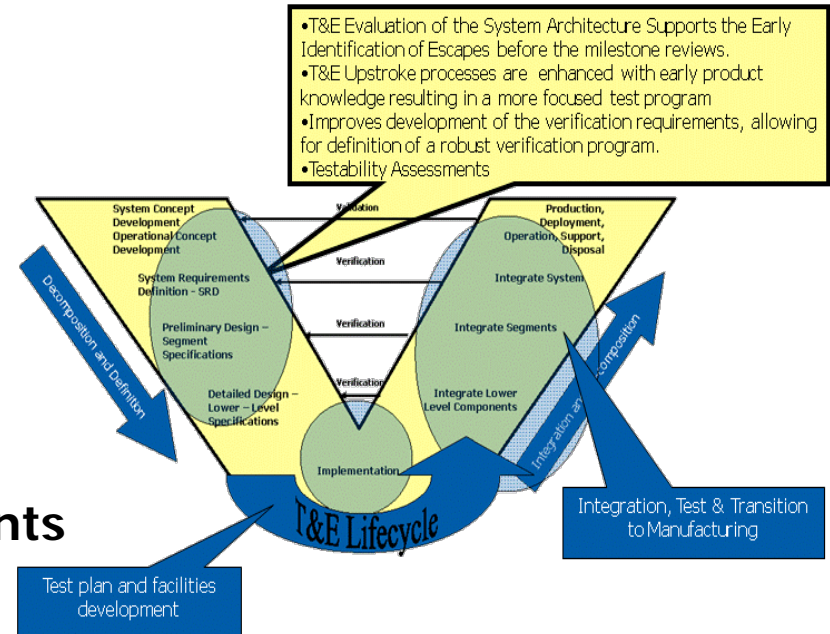 •T&E Evaluation of the System Architecture Supports the Early
Identification of Escapes before the milestone reviews.
•T&E Upstroke processes are enhanced with early product
knowledge resulting in a more focused test program
•Improves development of the verification requirements, allowing
for definition of a robust verification program.
•Testability Assessments
System Concept
Development
Operational Concept
Development
Validation
Production,
Deployment,
Operation, Support,
Disposal
System Requirements
Definition - SRD
Verification
Integrate System
Preliminary Design –
Segment
Specifications
Verification
Integrate Segments
Detailed Design –
Lower – Level
Specifications
Verification
Integrate Lower
Level Components
Decomposition and Definition
Implementation
Integration
T&E Lifecycle
Integration, Test & Transition
to Manufacturing
Test plan and facilities
development